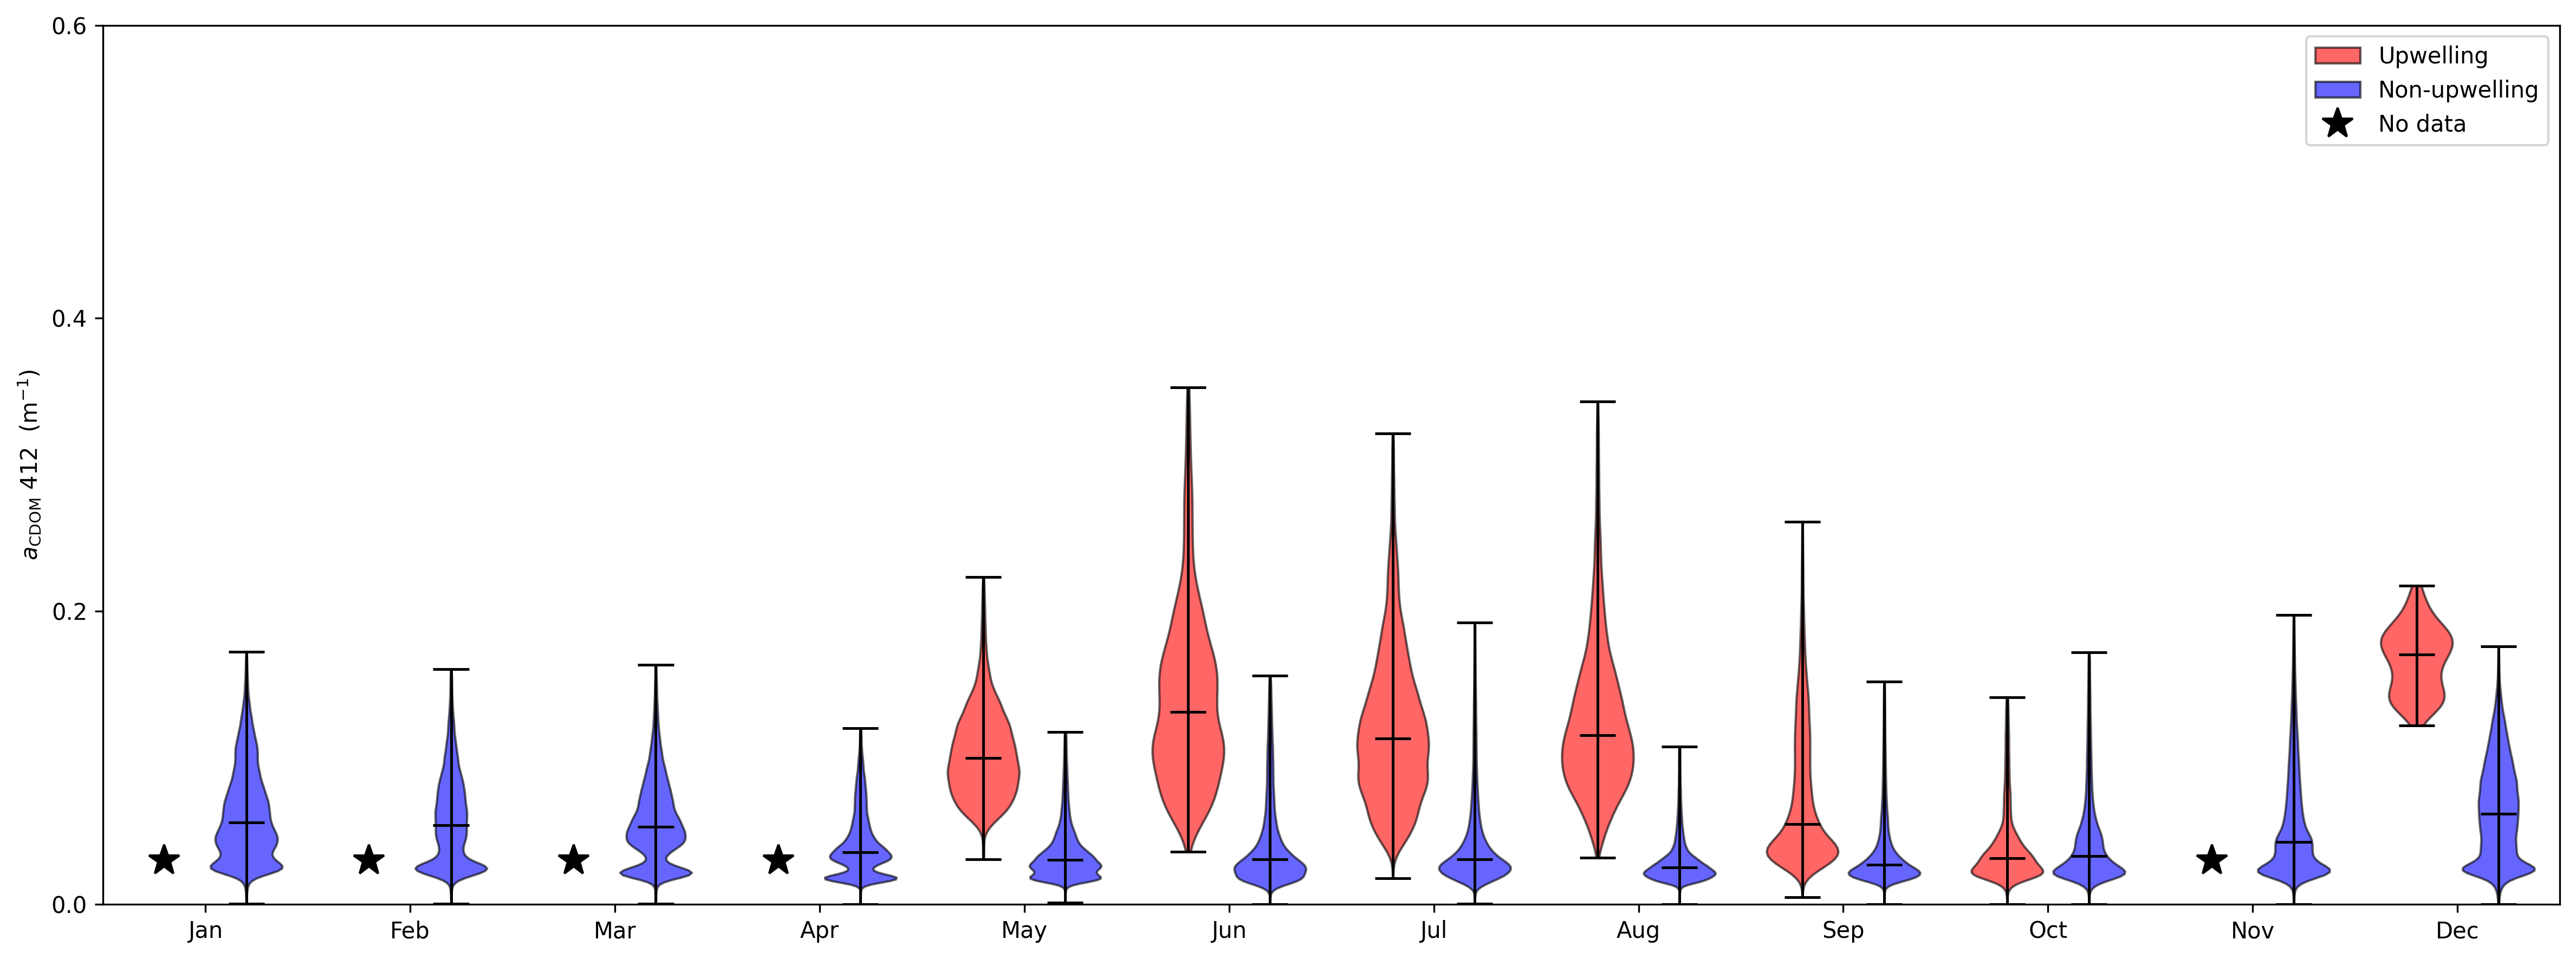 0.6
0.4
0.2
0.0
a_CDOM 412 (m⁻¹)
Upwelling
Non-upwelling
No data
Jan Feb Mar Apr May Jun Jul Aug Sep Oct Nov Dec